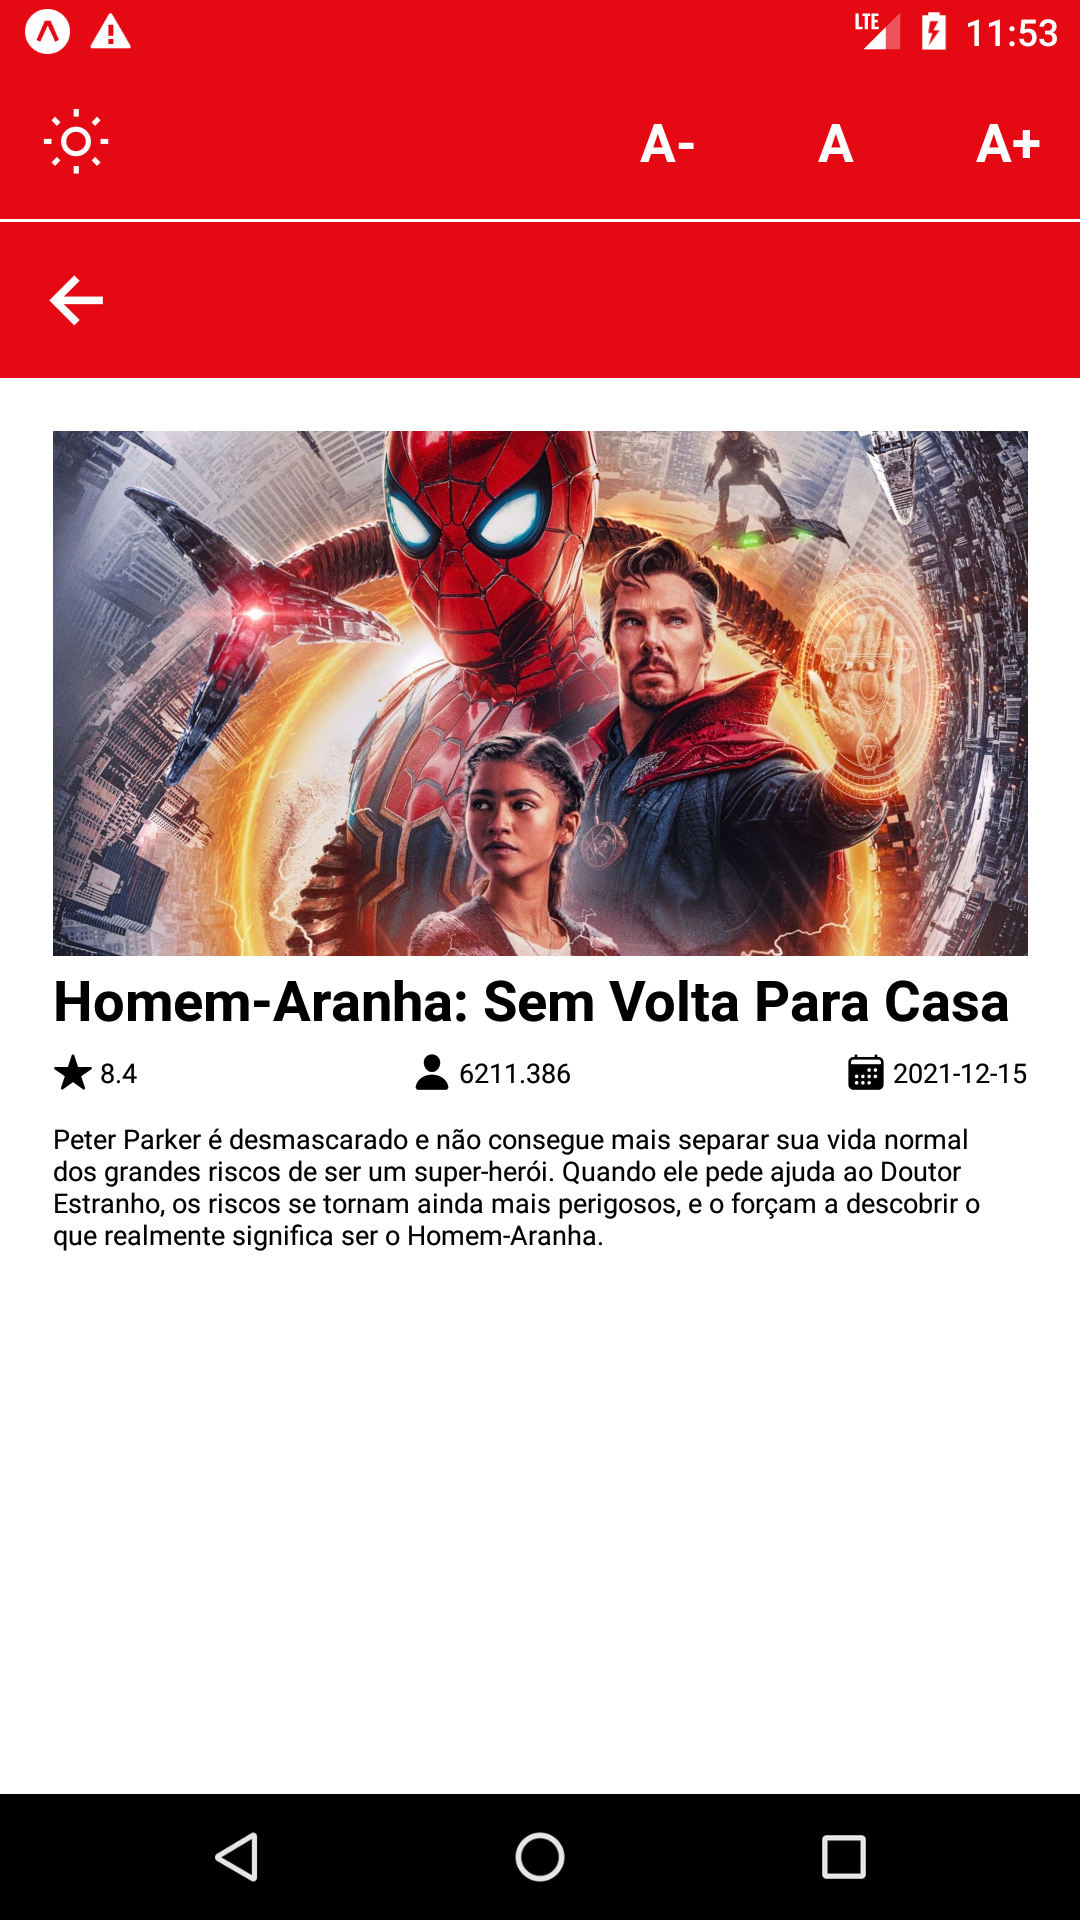 LTE 11:53
A- A A+
Homem-Aranha: Sem Volta Para Casa
8.4 6211.386 2021-12-15
Peter Parker é desmascarado e não consegue mais separar sua vida normal
dos grandes riscos de ser um super-herói. Quando ele pede ajuda ao Doutor
Estranho, os riscos se tornam ainda mais perigosos, e o forçam a descobrir o
que realmente significa ser o Homem-Aranha.